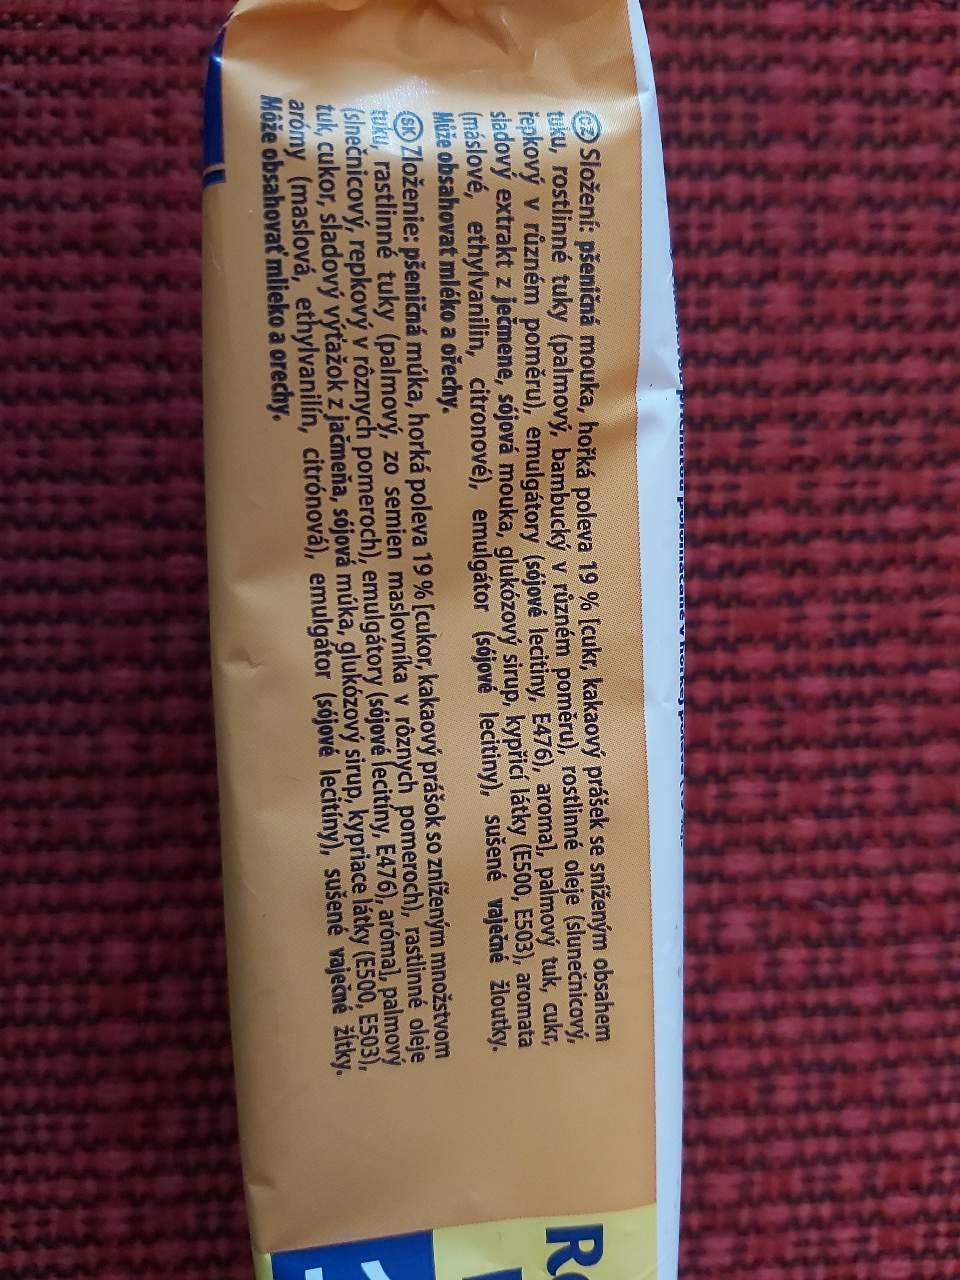 CZ Složení: pšeničná mouka, hořká poleva 19 % [cukr, kakaový prášek se sníženým obsahem
tuku, rostlinné tuky (palmový, bambucký v různém poměru), rostlinné oleje (slunečnicový,
řepkový v různém poměru), emulgátory (sójové lecitiny, E476), aroma], palmový tuk, cukr,
sladový extrakt z ječmene, sójová mouka, glukózový sirup, kypřicí látky (E500, E503), aromata
(máslové, ethylvanilin, citronové), emulgátor (sójové lecitiny), sušené vaječné žloutky.
Může obsahovat mléko a ořechy.
SK Zloženie: pšeničná múka, horká poleva 19 % [cukor, kakaový prášok so zníženým množstvom
tuku, rastlinné tuky (palmový, zo semien maslovníka v rôznych pomeroch), rastlinné oleje
(slnečnicový, repkový v rôznych pomeroch), emulgátory (sójové lecitíny, E476), aróma], palmový
tuk, cukor, sladový výťažok z jačmeňa, sójová múka, glukózový sirup, kypriace látky (E500, E503),
arómy (maslová, ethylvanilín, citrónová), emulgátor (sójové lecitíny), sušené vaječné žĺtky.
Môže obsahovať mlieko a orechy.